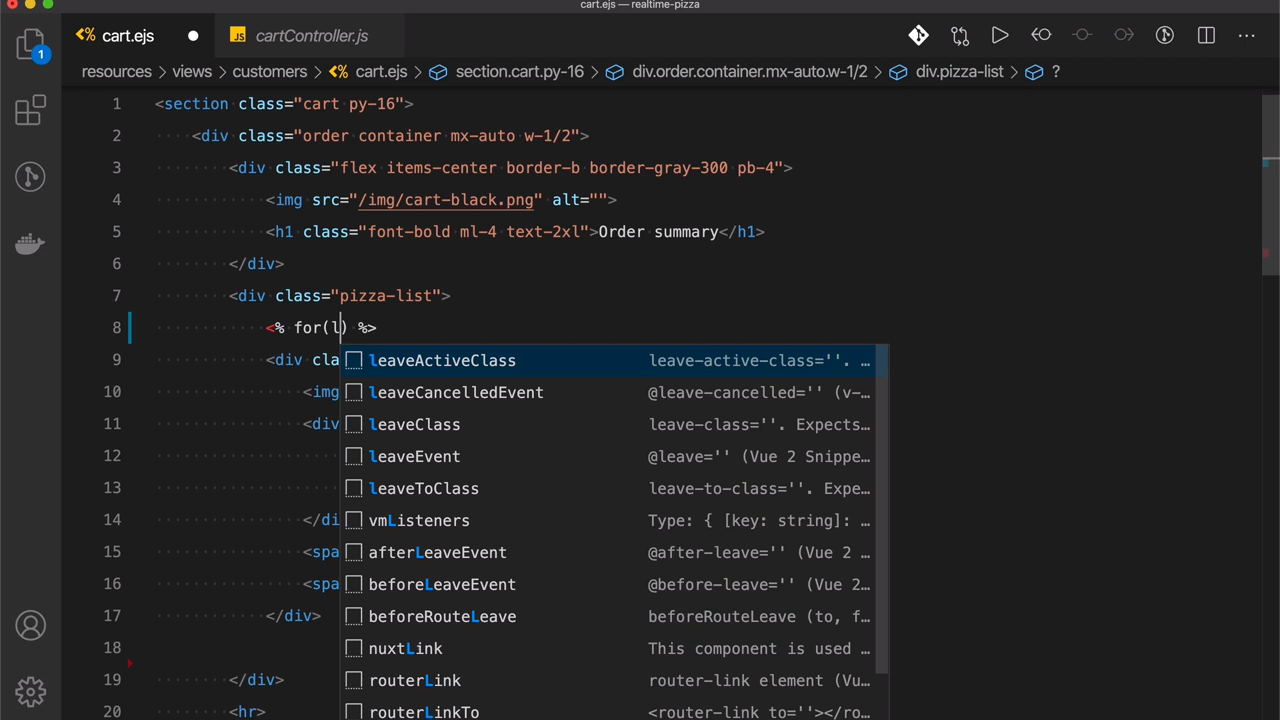 cart.ejs — realtime-pizza
cart.ejs
JS cartController.js
1
resources > views > customers > cart.ejs > section.cart.py-16 > div.order.container.mx-auto.w-1/2 > div.pizza-list > ?
1 <section class="cart py-16">
2 <div class="order container mx-auto w-1/2">
3 <div class="flex items-center border-b border-gray-300 pb-4">
4 <img src="/img/cart-black.png" alt="">
5 <h1 class="font-bold ml-4 text-2xl">Order summary</h1>
6 </div>
7 <div class="pizza-list">
8 <% for(l) %>
9 <div cla leaveActiveClass leave-active-class=''. …
10 <img leaveCancelledEvent @leave-cancelled='' (v-…
11 <div leaveClass leave-class=''. Expects…
12 leaveEvent @leave='' (Vue 2 Snippe…
13 leaveToClass leave-to-class=''. Expe…
14 </di vmListeners Type: { [key: string]: …
15 <spa afterLeaveEvent @after-leave='' (Vue 2 …
16 <spa beforeLeaveEvent @before-leave='' (Vue 2…
17 </div> beforeRouteLeave beforeRouteLeave (to, f…
18 nuxtLink This component is used …
19 </div> routerLink router-link element (Vu…
20 <hr> routerLinkTo <router-link to=''></ro…